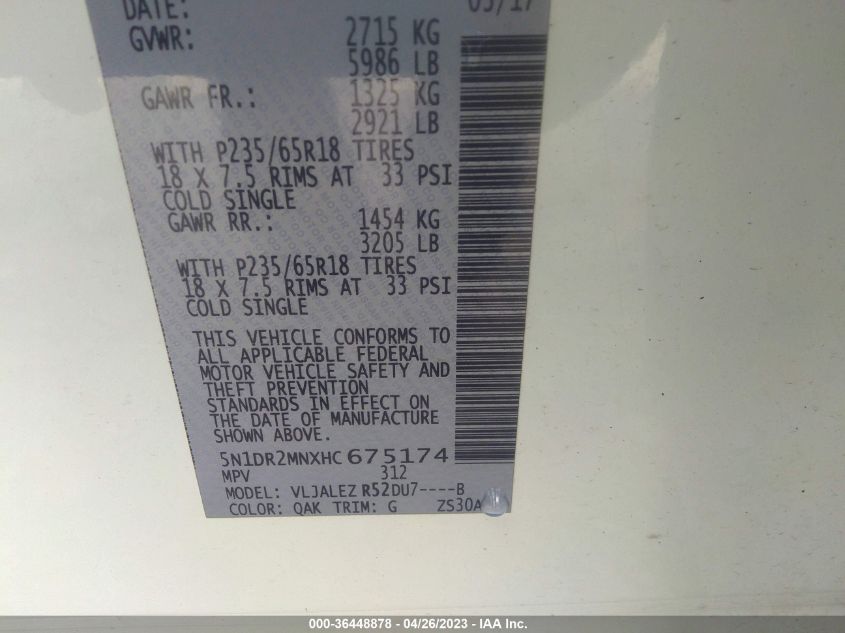 DATE: 05/17
GVWR: 2715 KG
5986 LB
GAWR FR.: 1325 KG
2921 LB
WITH P235/65R18 TIRES
18 X 7.5 RIMS AT 33 PSI
COLD SINGLE
GAWR RR.: 1454 KG
3205 LB
WITH P235/65R18 TIRES
18 X 7.5 RIMS AT 33 PSI
COLD SINGLE
THIS VEHICLE CONFORMS TO
ALL APPLICABLE FEDERAL
MOTOR VEHICLE SAFETY AND
THEFT PREVENTION
STANDARDS IN EFFECT ON
THE DATE OF MANUFACTURE
SHOWN ABOVE.
5N1DR2MNXHC675174
MPV 312
MODEL: VLJALEZ R52DU7----B
COLOR: QAK TRIM: G ZS30A
000-36448878 - 04/26/2023 - IAA Inc.